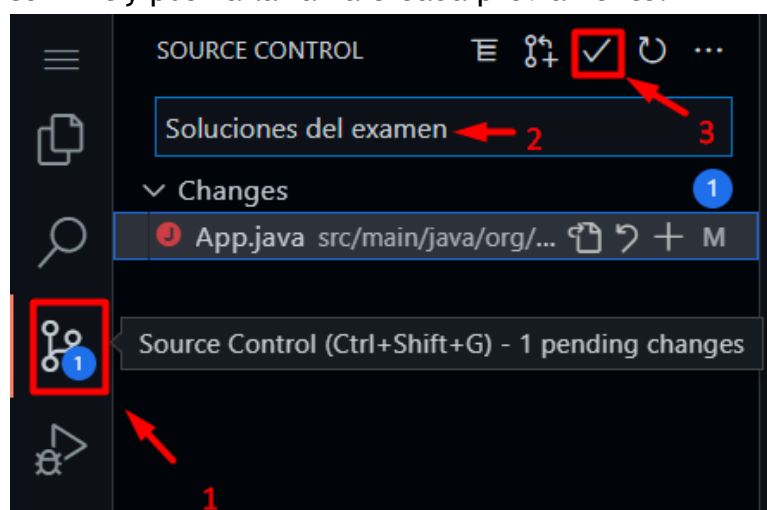 SOURCE CONTROL
Soluciones del examen
2
3
Changes
1
J App.java src/main/java/org/... M
1
Source Control (Ctrl+Shift+G) - 1 pending changes
1